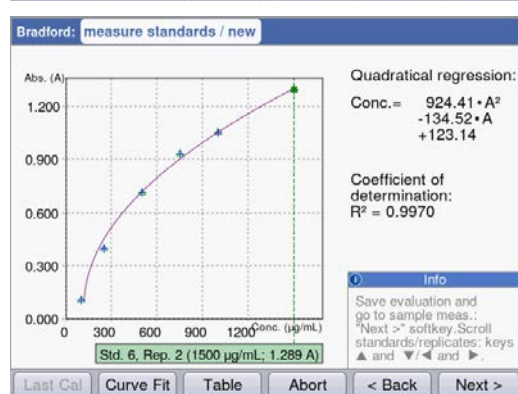 Bradford: measure standards / new
Abs. (A)
1.200
0.900
0.600
0.300
0.000
0 300 600 900 1200 Conc. (µg/mL)
Std. 6, Rep. 2 (1500 µg/mL; 1.289 A)
Quadratical regression:
Conc.= 924.41•A²
-134.52•A
+123.14
Coefficient of
determination:
R² = 0.9970
Info
Save evaluation and
go to sample meas.:
"Next >" softkey.Scroll
standards/replicates: keys
▲ and ▼/◀ and ▶.
Last Cal Curve Fit Table Abort < Back Next >